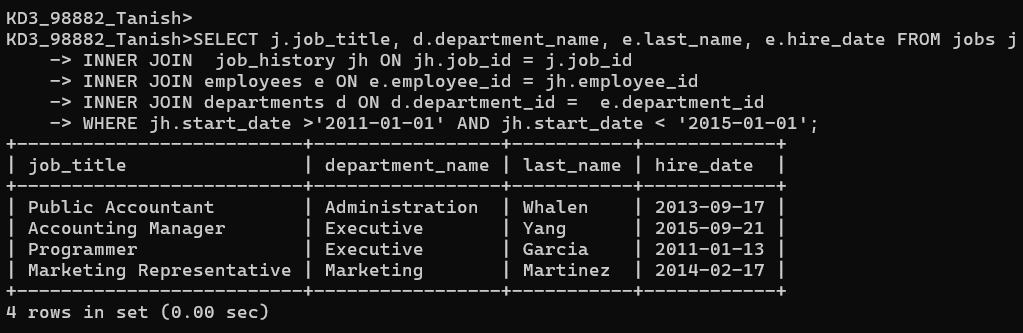 KD3_98882_Tanish>
KD3_98882_Tanish>SELECT j.job_title, d.department_name, e.last_name, e.hire_date FROM jobs j
    -> INNER JOIN  job_history jh ON jh.job_id = j.job_id
    -> INNER JOIN employees e ON e.employee_id = jh.employee_id
    -> INNER JOIN departments d ON d.department_id =  e.department_id
    -> WHERE jh.start_date >'2011-01-01' AND jh.start_date < '2015-01-01';
+--------------------------+-----------------+-----------+------------+
| job_title                | department_name | last_name | hire_date  |
+--------------------------+-----------------+-----------+------------+
| Public Accountant        | Administration  | Whalen    | 2013-09-17 |
| Accounting Manager       | Executive       | Yang      | 2015-09-21 |
| Programmer               | Executive       | Garcia    | 2011-01-13 |
| Marketing Representative | Marketing       | Martinez  | 2014-02-17 |
+--------------------------+-----------------+-----------+------------+
4 rows in set (0.00 sec)